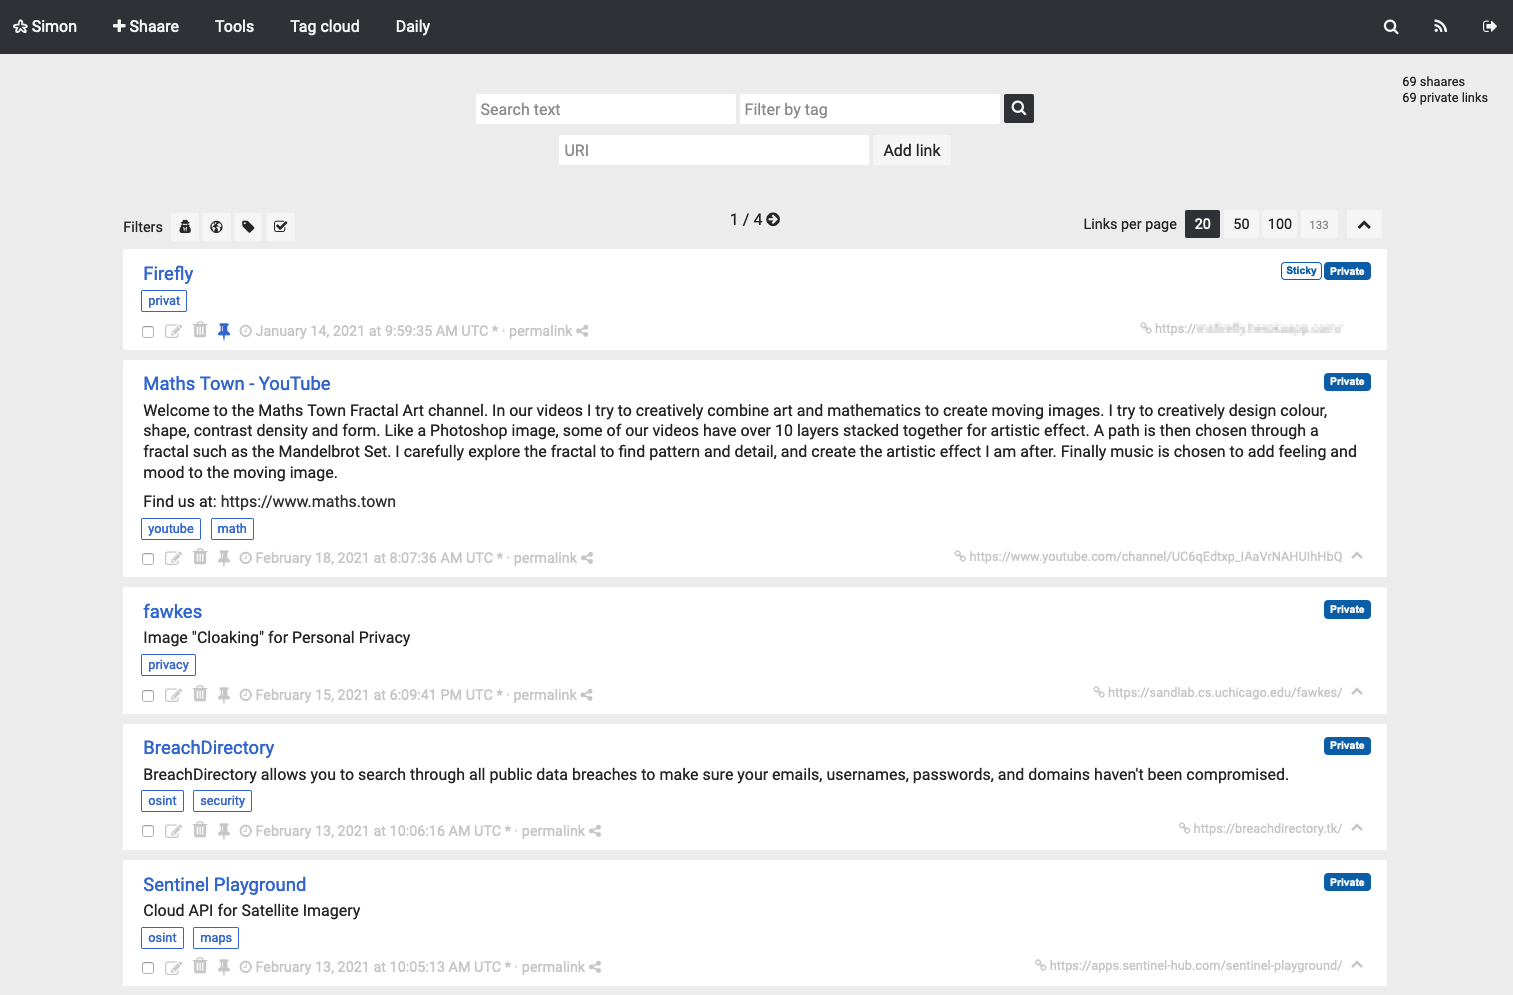 Simon Shaare Tools Tag cloud Daily
69 shaares
69 private links
Search text Filter by tag
URI Add link
Filters 1 / 4 Links per page 20 50 100 133
Firefly Sticky Private
privat
January 14, 2021 at 9:59:35 AM UTC * · permalink https://
Maths Town - YouTube Private
Welcome to the Maths Town Fractal Art channel. In our videos I try to creatively combine art and mathematics to create moving images. I try to creatively design colour,
shape, contrast density and form. Like a Photoshop image, some of our videos have over 10 layers stacked together for artistic effect. A path is then chosen through a
fractal such as the Mandelbrot Set. I carefully explore the fractal to find pattern and detail, and create the artistic effect I am after. Finally music is chosen to add feeling and
mood to the moving image.
Find us at: https://www.maths.town
youtube math
February 18, 2021 at 8:07:36 AM UTC * · permalink https://www.youtube.com/channel/UC6qEdtxp_IAaVrNAHUIhHbQ
fawkes Private
Image "Cloaking" for Personal Privacy
privacy
February 15, 2021 at 6:09:41 PM UTC * · permalink https://sandlab.cs.uchicago.edu/fawkes/
BreachDirectory Private
BreachDirectory allows you to search through all public data breaches to make sure your emails, usernames, passwords, and domains haven't been compromised.
osint security
February 13, 2021 at 10:06:16 AM UTC * · permalink https://breachdirectory.tk/
Sentinel Playground Private
Cloud API for Satellite Imagery
osint maps
February 13, 2021 at 10:05:13 AM UTC * · permalink https://apps.sentinel-hub.com/sentinel-playground/